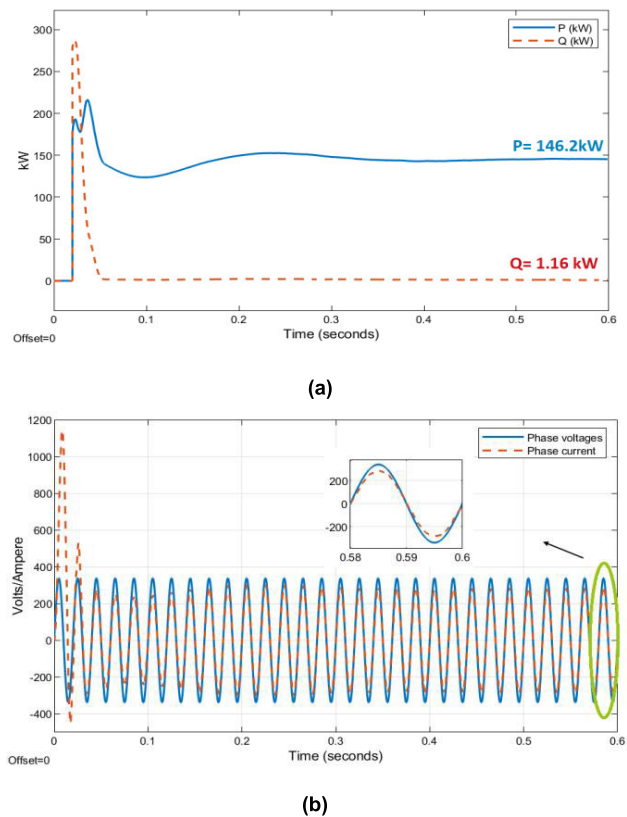 300
250
200
150
100
50
0
kW
P (kW)
Q (kW)
P= 146.2kW
Q= 1.16 kW
0 0.1 0.2 0.3 0.4 0.5 0.6
Time (seconds)
Offset=0
(a)
1200
1000
800
600
400
200
0
-200
-400
-500
Volts/Ampere
Phase voltages
Phase current
200
0
-200
0.58 0.59 0.6
0 0.1 0.2 0.3 0.4 0.5 0.6
Time (seconds)
Offset=0
(b)